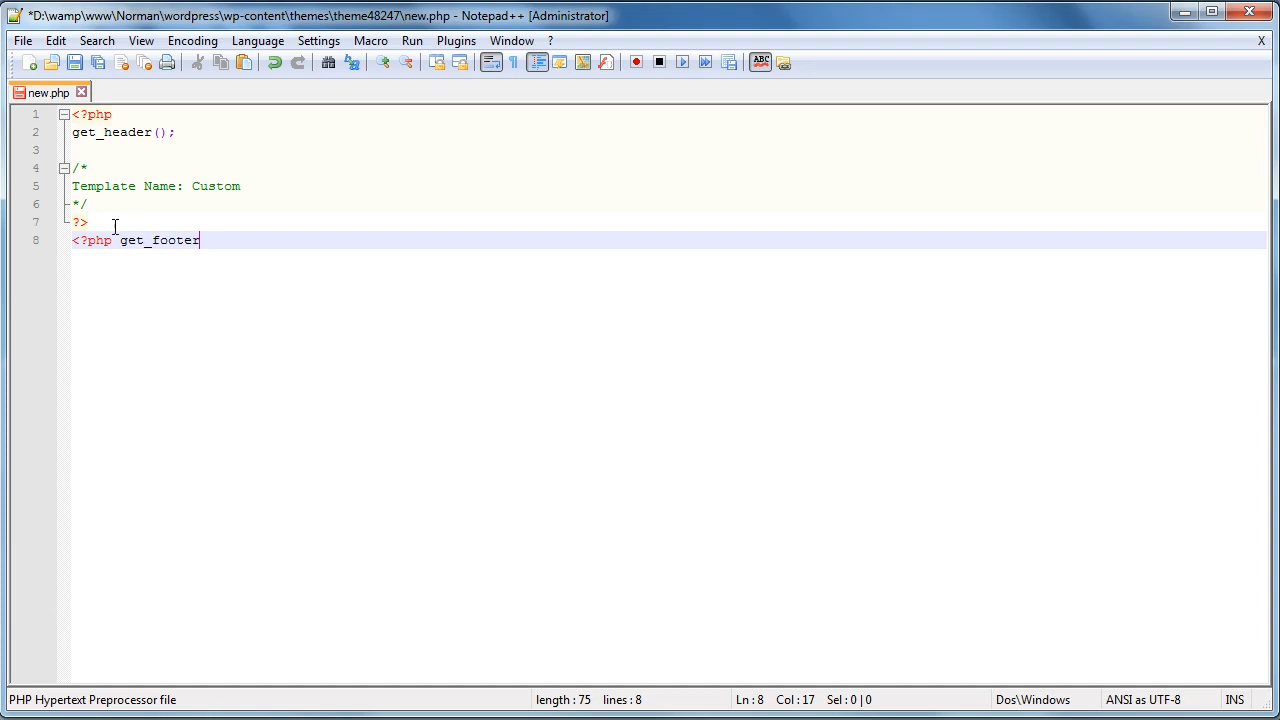 *D:\wamp\www\Norman\wordpress\wp-content\themes\theme48247\new.php - Notepad++ [Administrator]
File Edit Search View Encoding Language Settings Macro Run Plugins Window ? X
ABC
new.php
1 <?php
2 get_header();
3
4 /*
5 Template Name: Custom
6 */
7 ?>
8 <?php get_footer
PHP Hypertext Preprocessor file length : 75 lines : 8 Ln : 8 Col : 17 Sel : 0 | 0 Dos\Windows ANSI as UTF-8 INS